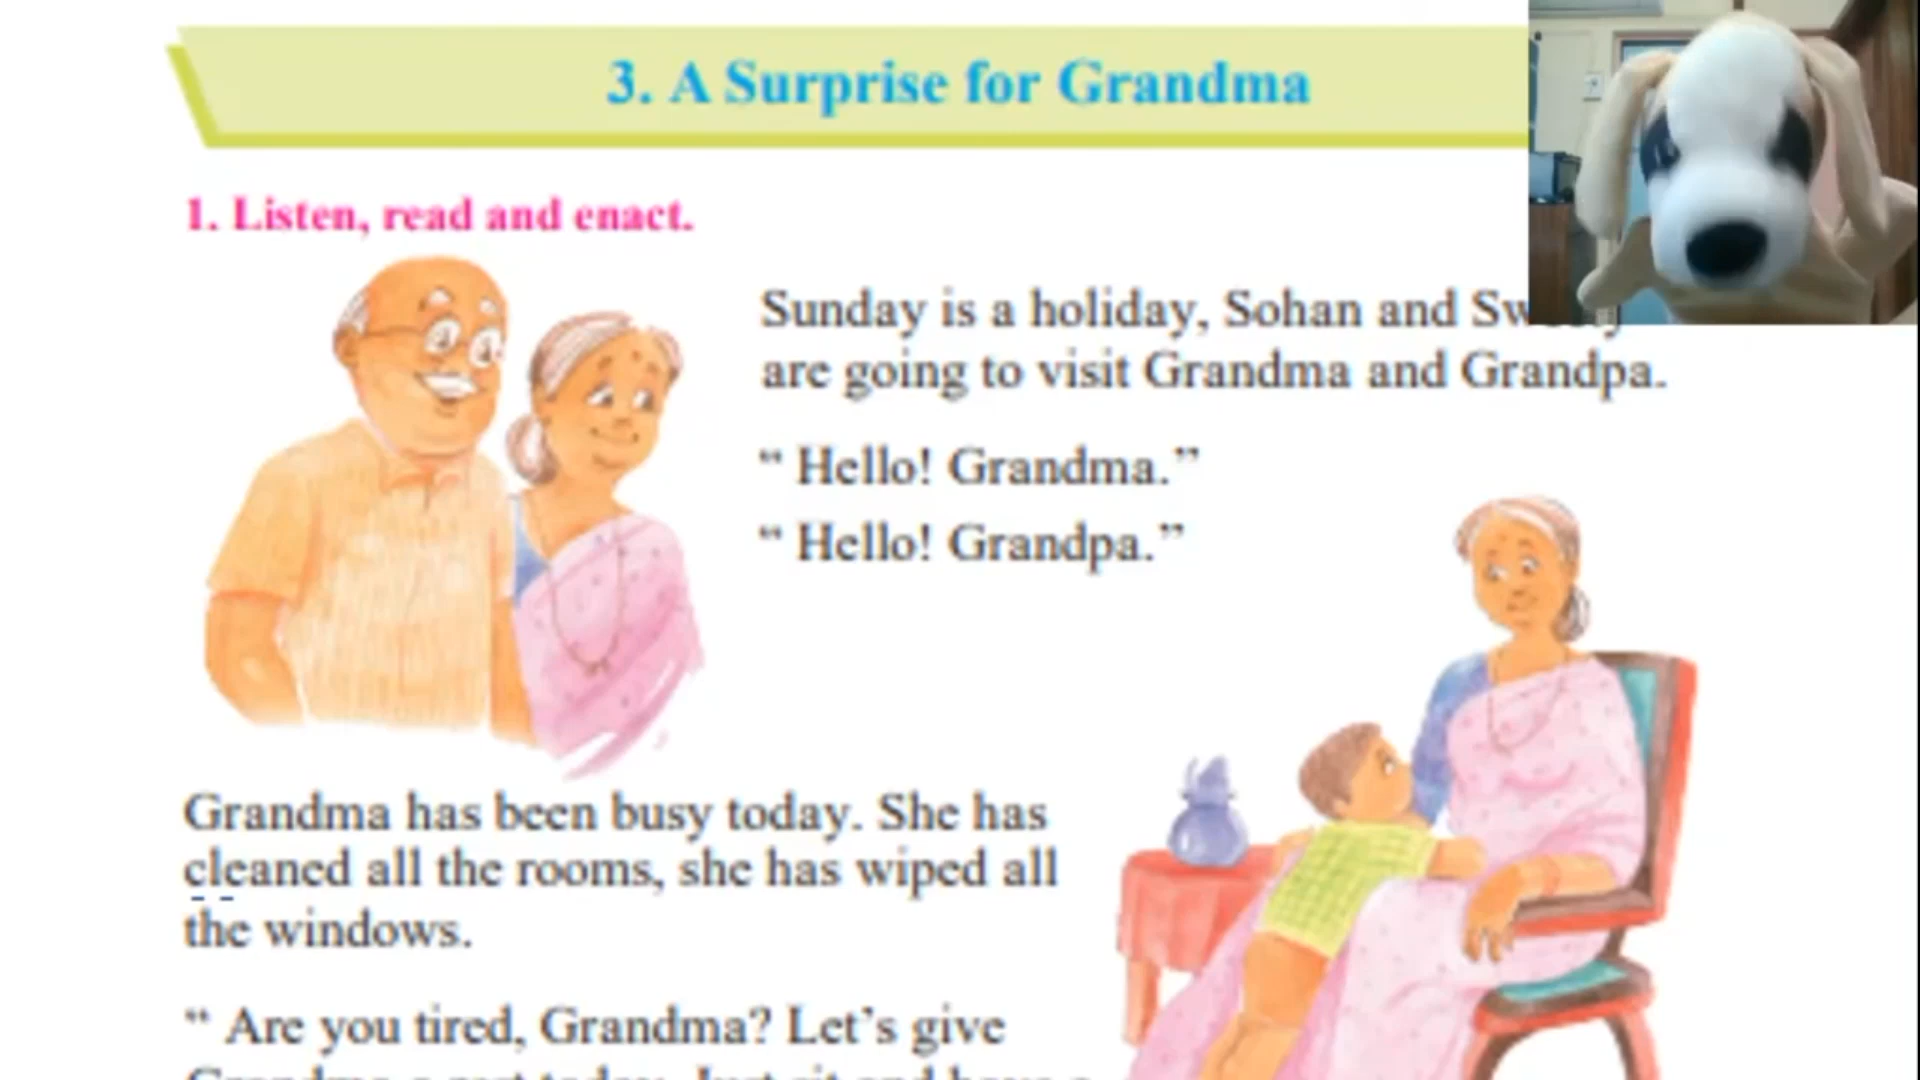 3. A Surprise for Grandma
1. Listen, read and enact.
Sunday is a holiday, Sohan and
are going to visit Grandma and Grandpa.
“ Hello! Grandma.”
“ Hello! Grandpa.”
Grandma has been busy today. She has
cleaned all the rooms, she has wiped all
the windows.
“ Are you tired, Grandma? Let’s give